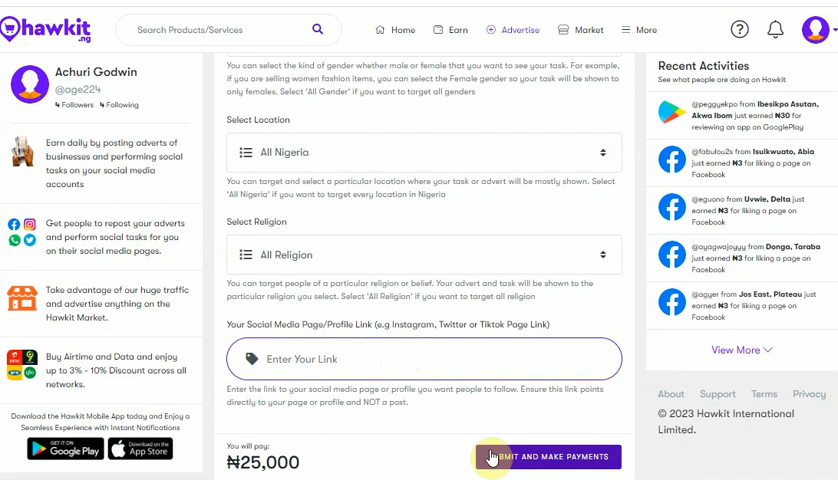 hawkit
.ng
Search Products/Services
Home
Earn
Advertise
Market
More
Achuri Godwin
@age224
4 Followers 4 Following
Earn daily by posting adverts of
businesses and performing social
tasks on your social media
accounts
Get people to repost your adverts
and perform social tasks for you
on their social media pages.
Take advantage of our huge traffic
and advertise anything on the
Hawkit Market.
Buy Airtime and Data and enjoy
up to 3% - 10% Discount across all
networks.
Download the Hawkit Mobile App today and Enjoy a
Seamless Experience with Instant Notifications
GET IT ON
Google Play
Download on the
App Store
You can select the kind of gender whether male or female that you want to see your task. For example,
if you are selling women fashion items, you can select the Female gender so your task will be shown to
only females. Select 'All Gender' if you want to target all genders
Select Location
All Nigeria
You can target and select a particular location where your task or advert will be mostly shown. Select
'All Nigeria' if you want to target every location in Nigeria
Select Religion
All Religion
You can target people of a particular religion or belief. Your advert and task will be shown to the
particular religion you select. Select 'All Religion' if you want to target all religion
Your Social Media Page/Profile Link (e.g Instagram, Twitter or Tiktok Page Link)
Enter Your Link
Enter the link to your social media page or profile you want people to follow. Ensure this link points
directly to your page or profile and NOT a post.
You will pay:
₦25,000
SUBMIT AND MAKE PAYMENTS
Recent Activities
See what people are doing on Hawkit
@peggyekpo from Ibesikpo Asutan,
Akwa Ibom just earned ₦30 for
reviewing an app on GooglePlay
@fabulou2s from Isuikwuato, Abia
just earned ₦3 for liking a page on
Facebook
@eguono from Uvwie, Delta just
earned ₦3 for liking a page on
Facebook
@ayagwajoyyy from Donga, Taraba
just earned ₦3 for liking a page on
Facebook
@agyer from Jos East, Plateau just
earned ₦3 for liking a page on
Facebook
View More
About Support Terms Privacy
© 2023 Hawkit International
Limited.